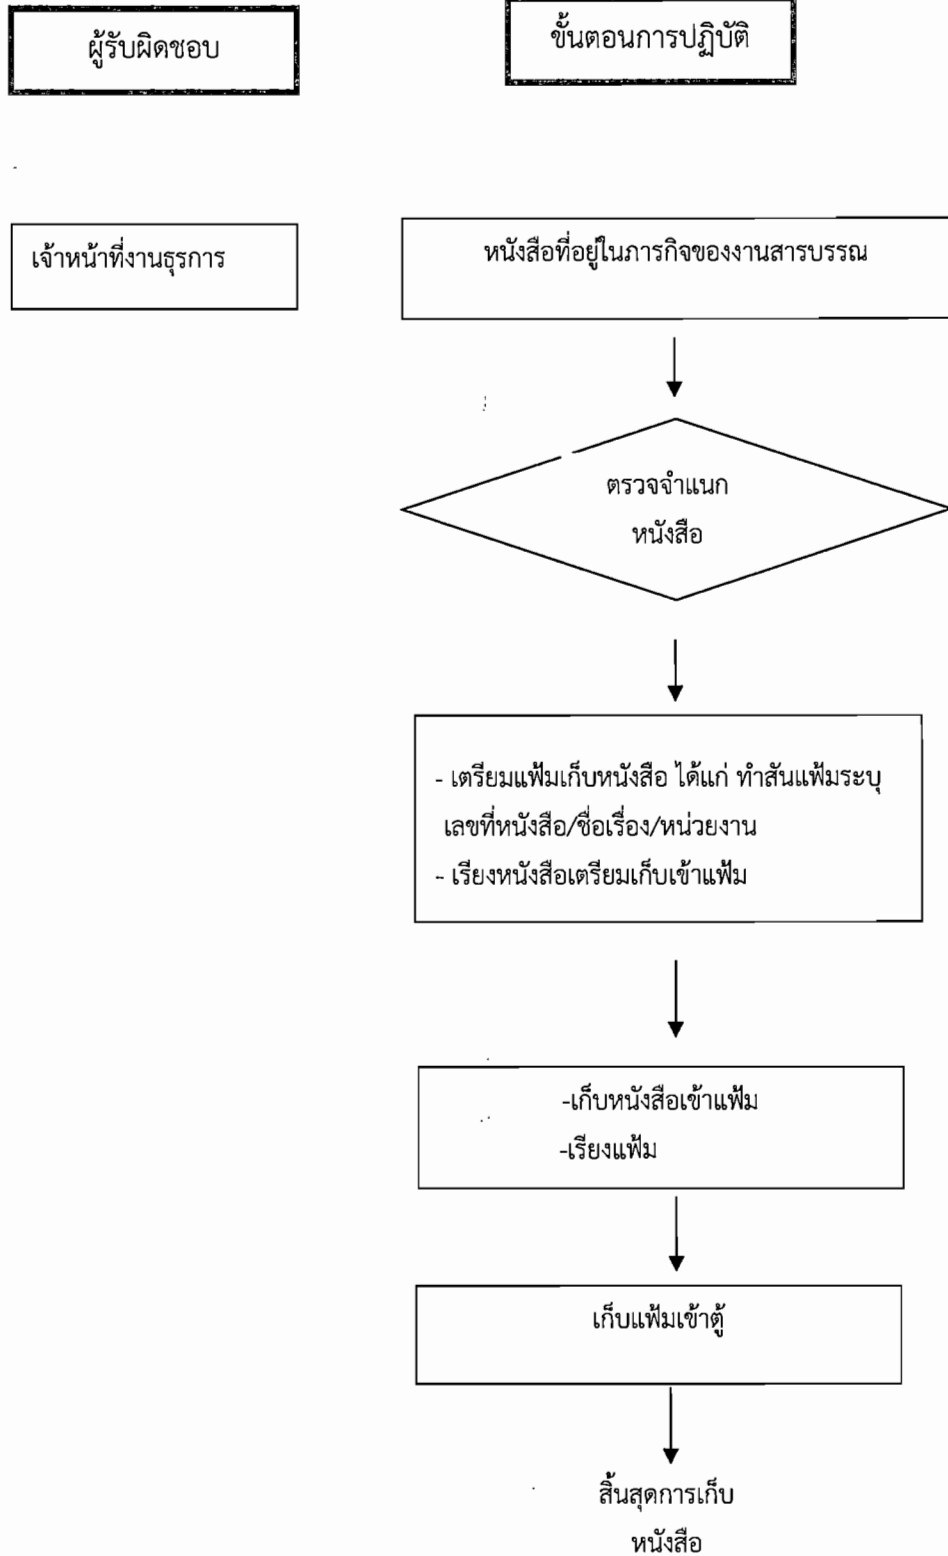 ผู้รับผิดชอบ
ขั้นตอนการปฏิบัติ
เจ้าหน้าที่งานธุรการ
หนังสือที่อยู่ในภารกิจของงานสารบรรณ
ตรวจจำแนก
หนังสือ
- เตรียมแฟ้มเก็บหนังสือ ได้แก่ ทำสันแฟ้มระบุ
เลขที่หนังสือ/ชื่อเรื่อง/หน่วยงาน
- เรียงหนังสือเตรียมเก็บเข้าแฟ้ม
-เก็บหนังสือเข้าแฟ้ม
-เรียงแฟ้ม
เก็บแฟ้มเข้าตู้
สิ้นสุดการเก็บ
หนังสือ